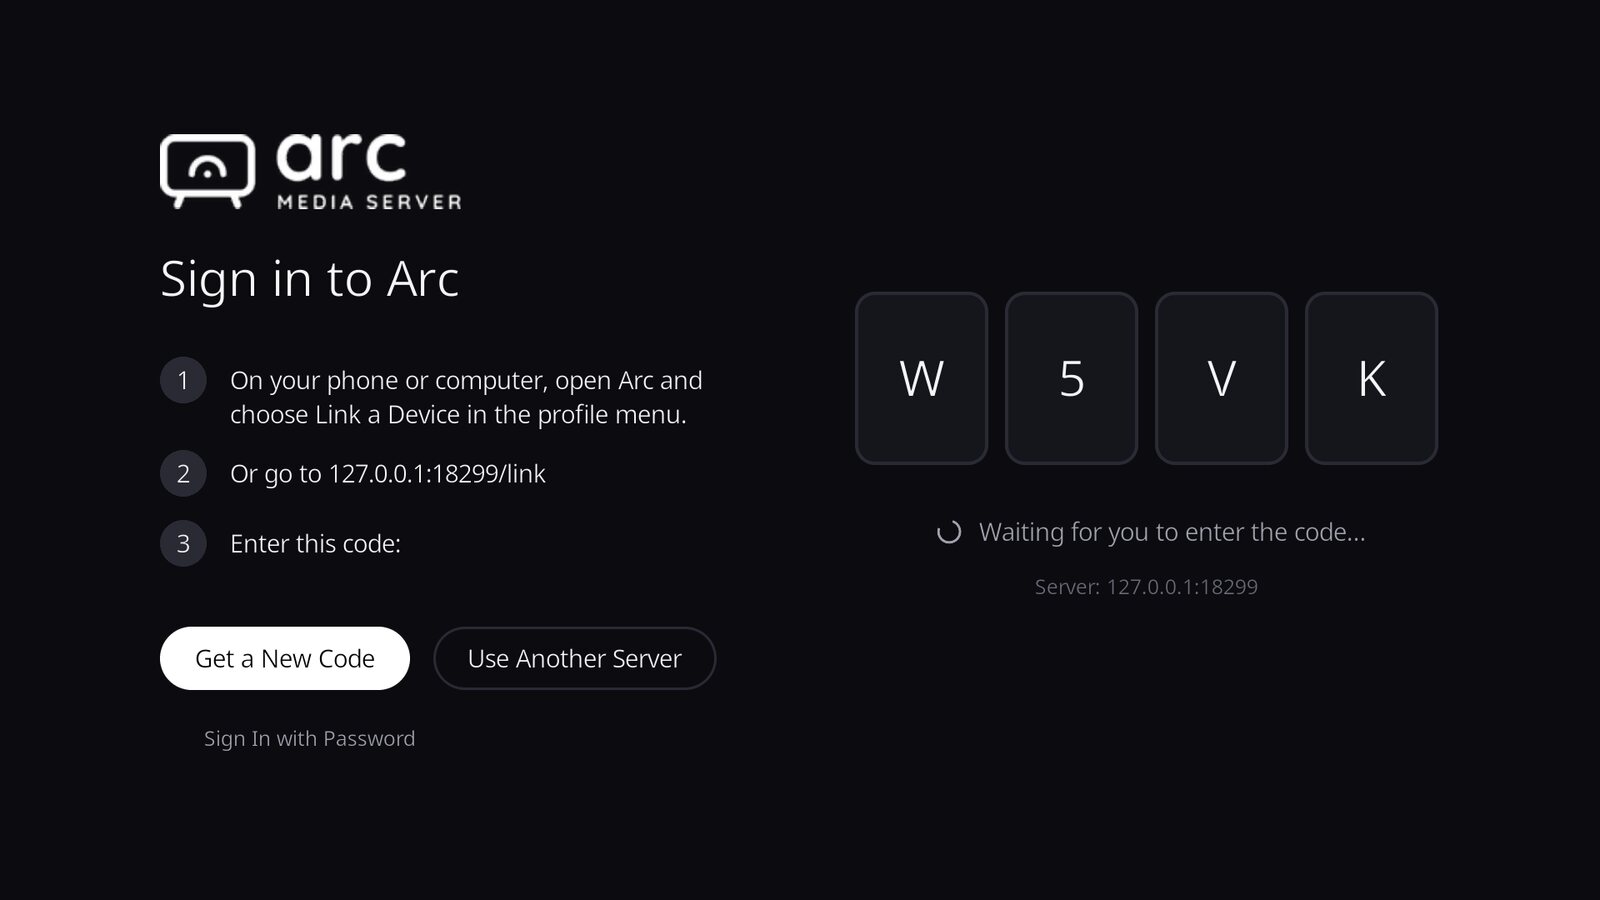 arc
MEDIA SERVER
Sign in to Arc
1 On your phone or computer, open Arc and
choose Link a Device in the profile menu.
2 Or go to 127.0.0.1:18299/link
3 Enter this code:
Get a New Code
Use Another Server
Sign In with Password
W 5 V K
Waiting for you to enter the code...
Server: 127.0.0.1:18299